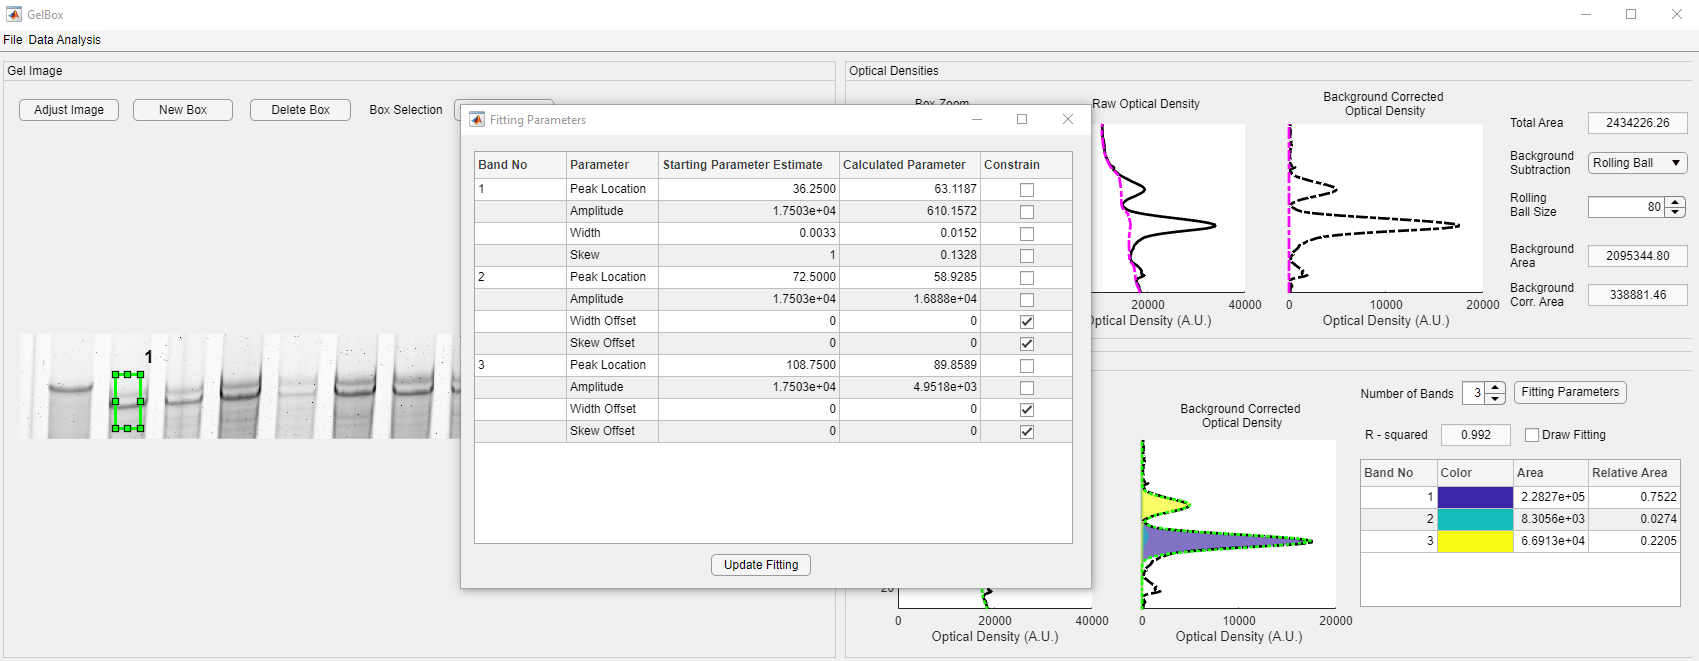 GelBox
File Data Analysis
Gel Image
Adjust Image
New Box
Delete Box
Box Selection
1
Fitting Parameters
Band No Parameter Starting Parameter Estimate Calculated Parameter Constrain
1 Peak Location 36.2500 63.1187
Amplitude 1.7503e+04 610.1572
Width 0.0033 0.0152
Skew 1 0.1328
2 Peak Location 72.5000 58.9285
Amplitude 1.7503e+04 1.6888e+04
Width Offset 0 0
Skew Offset 0 0
3 Peak Location 108.7500 89.8589
Amplitude 1.7503e+04 4.9518e+03
Width Offset 0 0
Skew Offset 0 0
Update Fitting
Optical Densities
Box Zoom
Raw Optical Density
20000 40000
Optical Density (A.U.)
Background Corrected
Optical Density
0 10000 20000
Optical Density (A.U.)
Total Area 2434226.26
Background
Subtraction
Rolling Ball
Rolling
Ball Size
80
Background
Area
2095344.80
Background
Corr. Area
338881.46
20
0 20000 40000
Optical Density (A.U.)
Background Corrected
Optical Density
0 10000 20000
Optical Density (A.U.)
Number of Bands 3 Fitting Parameters
R - squared 0.992 Draw Fitting
Band No Color Area Relative Area
1 2.2827e+05 0.7522
2 8.3056e+03 0.0274
3 6.6913e+04 0.2205